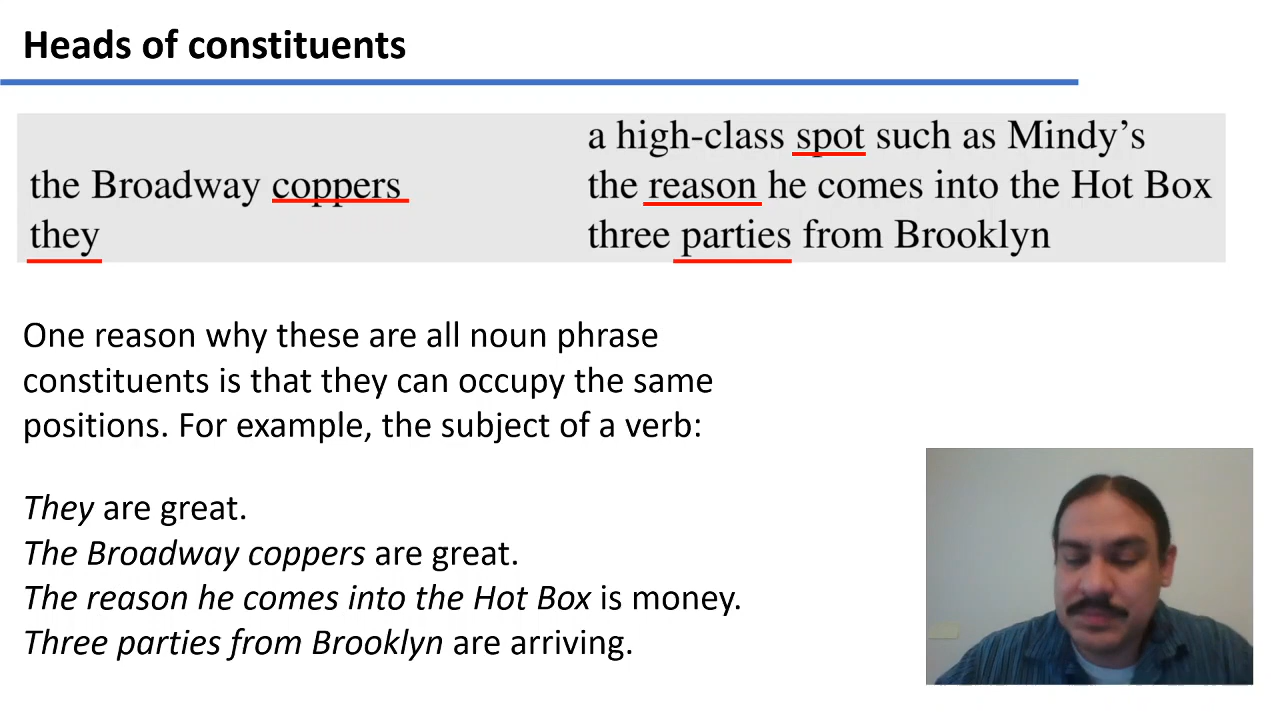 Heads of constituents
the Broadway coppers
they
a high-class spot such as Mindy's
the reason he comes into the Hot Box
three parties from Brooklyn
One reason why these are all noun phrase
constituents is that they can occupy the same
positions. For example, the subject of a verb:
They are great.
The Broadway coppers are great.
The reason he comes into the Hot Box is money.
Three parties from Brooklyn are arriving.